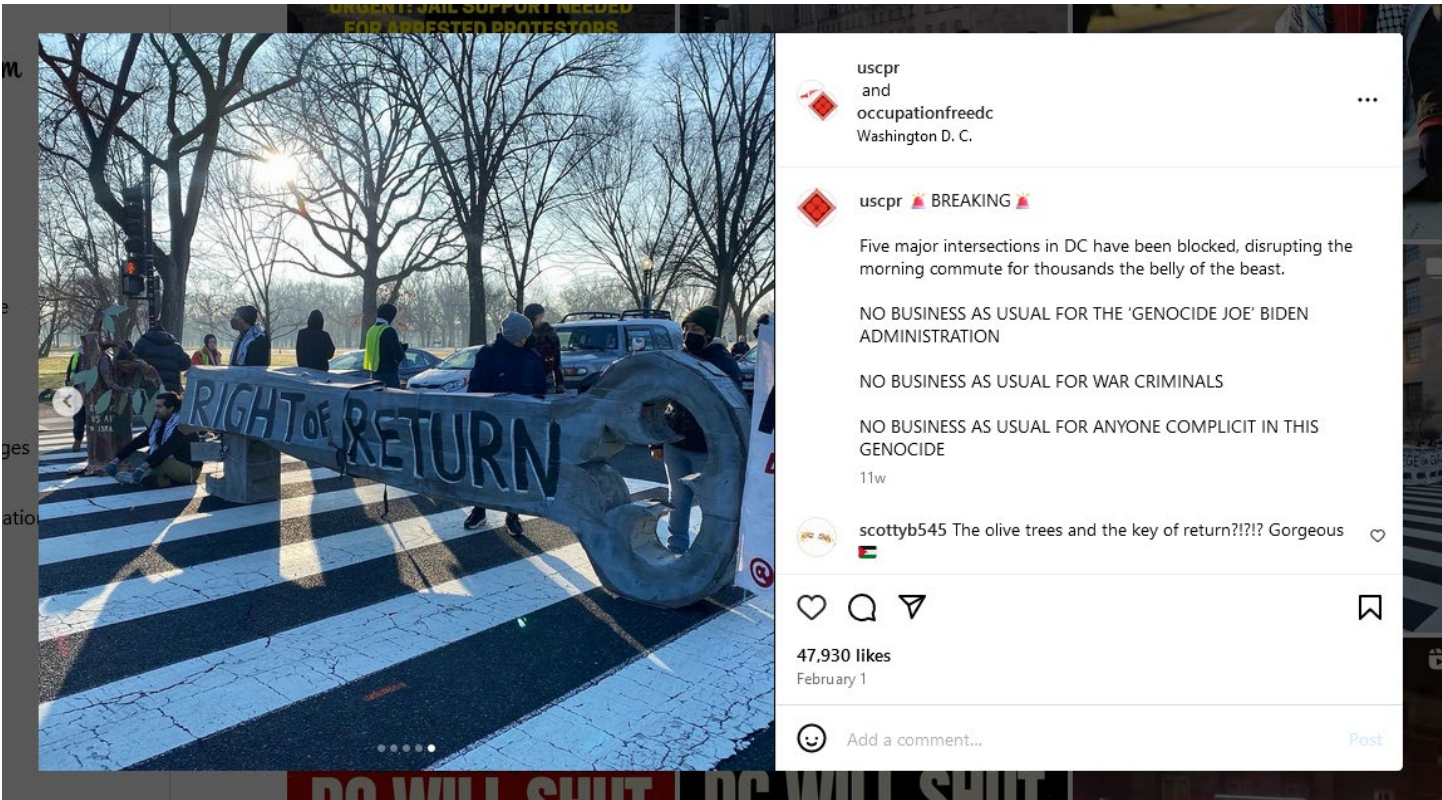 URGENT: JAIL SUPPORT NEEDED
FOR ARRESTED PROTESTORS
RIGHT OF RETURN
uscpr
and
occupationfreedc
Washington D. C.
uscpr 🚨 BREAKING 🚨
Five major intersections in DC have been blocked, disrupting the
morning commute for thousands the belly of the beast.
NO BUSINESS AS USUAL FOR THE ‘GENOCIDE JOE’ BIDEN
ADMINISTRATION
NO BUSINESS AS USUAL FOR WAR CRIMINALS
NO BUSINESS AS USUAL FOR ANYONE COMPLICIT IN THIS
GENOCIDE
11w
scottyb545 The olive trees and the key of return?!?!? Gorgeous
🇵🇸
47,930 likes
February 1
Add a comment...
Post
DC WILL SHUT
DC WILL SHUT